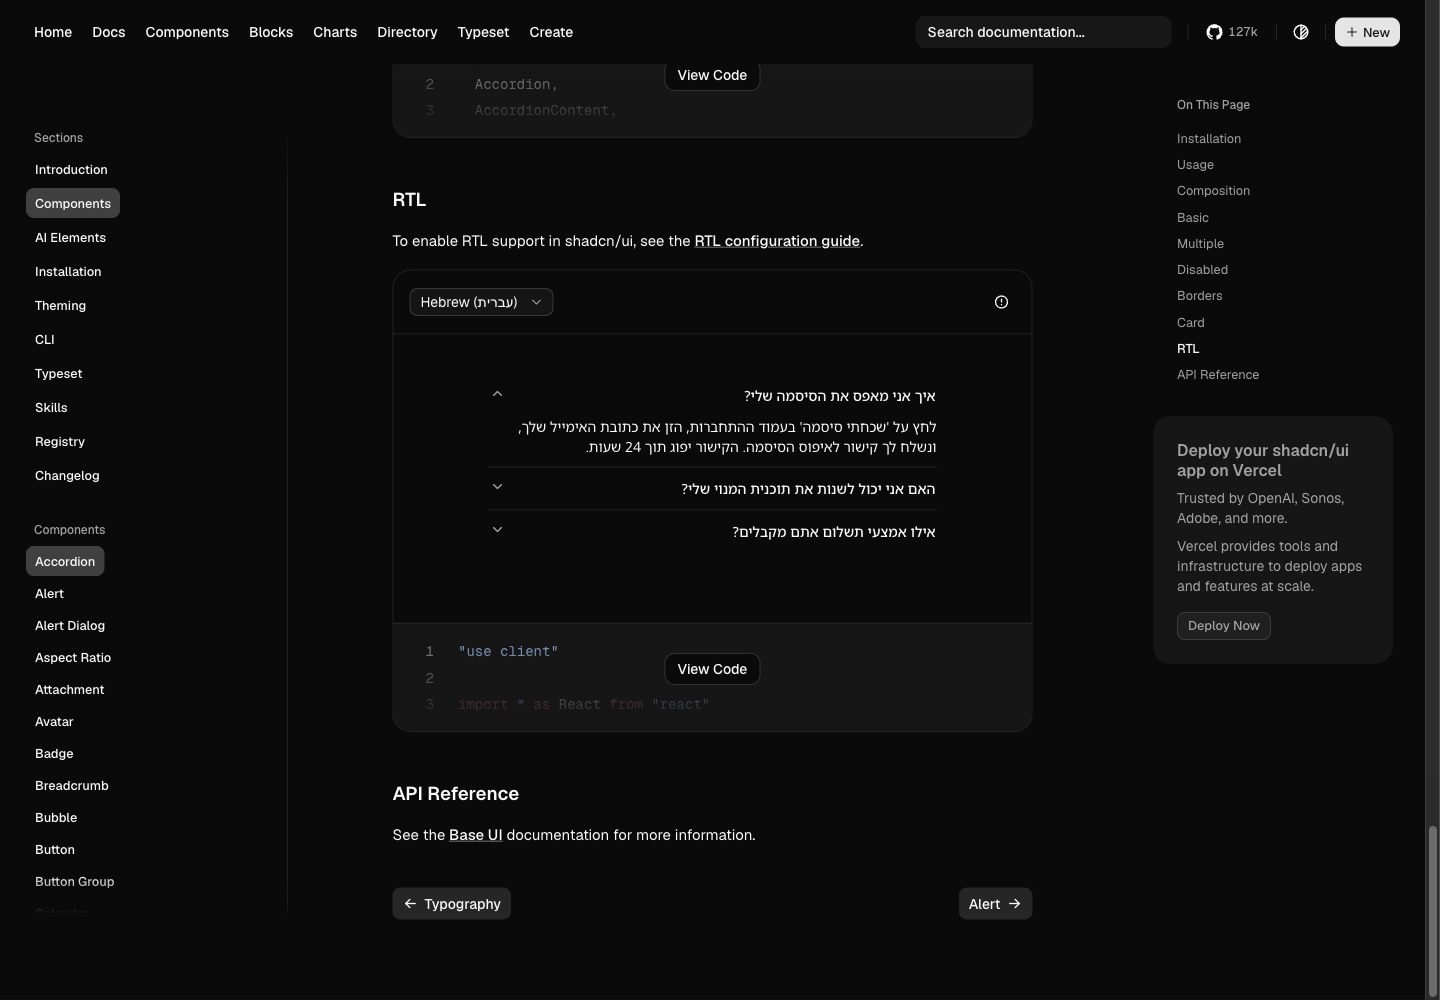 Home
Docs
Components
Blocks
Charts
Directory
Typeset
Create
Search documentation...
127k
New
Sections
Introduction
Components
AI Elements
Installation
Theming
CLI
Typeset
Skills
Registry
Changelog
Components
Accordion
Alert
Alert Dialog
Aspect Ratio
Attachment
Avatar
Badge
Breadcrumb
Bubble
Button
Button Group
Calendar
2 Accordion,
3 AccordionContent,
View Code
RTL
To enable RTL support in shadcn/ui, see the RTL configuration guide.
Hebrew (עברית)
איך אני מאפס את הסיסמה שלי?
לחץ על 'שכחתי סיסמה' בעמוד ההתחברות, הזן את כתובת האימייל שלך,
ונשלח לך קישור לאיפוס הסיסמה. הקישור יפוג תוך 24 שעות.
האם אני יכול לשנות את תוכנית המנוי שלי?
אילו אמצעי תשלום אתם מקבלים?
1 "use client"
2
View Code
3 import * as React from "react"
API Reference
See the Base UI documentation for more information.
Typography
Alert
On This Page
Installation
Usage
Composition
Basic
Multiple
Disabled
Borders
Card
RTL
API Reference
Deploy your shadcn/ui
app on Vercel
Trusted by OpenAI, Sonos,
Adobe, and more.
Vercel provides tools and
infrastructure to deploy apps
and features at scale.
Deploy Now